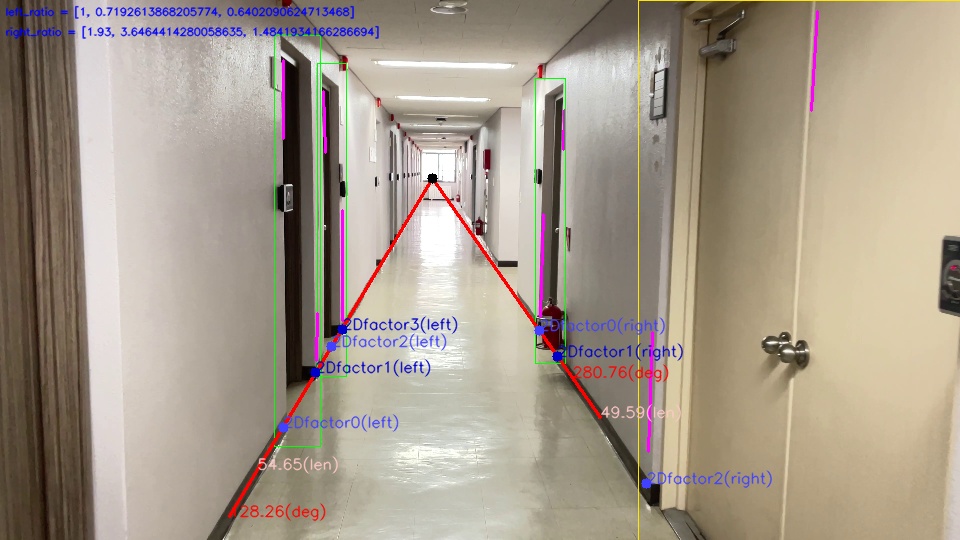 left_ratio = [1, 0.7192613868205774, 0.6402090624713468]
right_ratio = [1.93, 3.6464414280058635, 1.4841934166286694]
2Dfactor3(left)
2Dfactor0(right)
2Dfactor2(left)
2Dfactor1(right)
2Dfactor1(left)
280.76(deg)
49.59(len)
2Dfactor0(left)
54.65(len)
2Dfactor2(right)
28.26(deg)